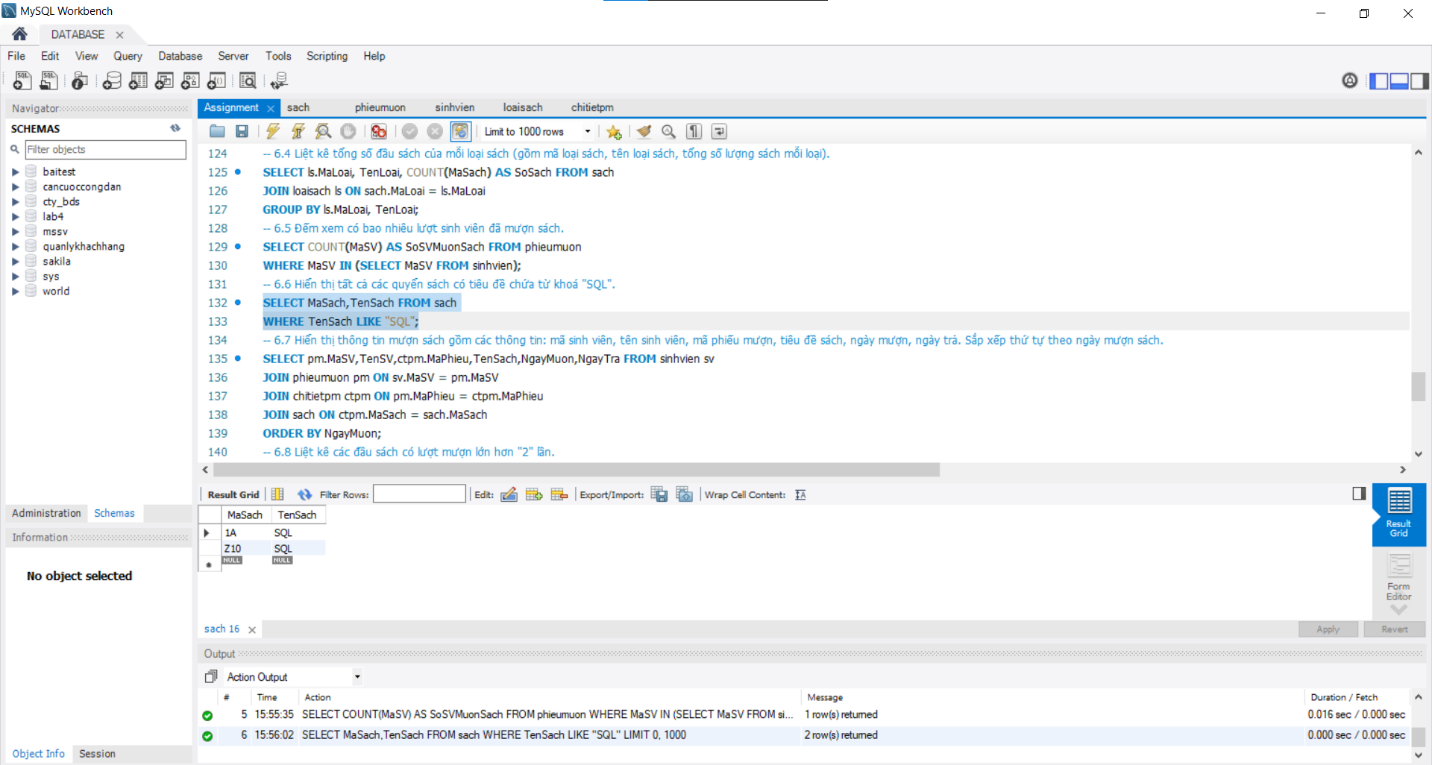 MySQL Workbench
DATABASE
File Edit View Query Database Server Tools Scripting Help
Navigator
SCHEMAS
Filter objects
baitest
cancuoccongdan
cty_bds
lab4
mssv
quanlykhachhang
sakila
sys
world
Administration Schemas
Information
No object selected
Object Info Session
Assignment sach phieumuon sinhvien loaisach chitietpm
Limit to 1000 rows
124 -- 6.4 Liệt kê tổng số đầu sách của mỗi loại sách (gồm mã loại sách, tên loại sách, tổng số lượng sách mỗi loại).
125 SELECT ls.MaLoai, TenLoai, COUNT(MaSach) AS SoSach FROM sach
126 JOIN loaisach ls ON sach.MaLoai = ls.MaLoai
127 GROUP BY ls.MaLoai, TenLoai;
128 -- 6.5 Đếm xem có bao nhiêu lượt sinh viên đã mượn sách.
129 SELECT COUNT(MaSV) AS SoSVMuonSach FROM phieumuon
130 WHERE MaSV IN (SELECT MaSV FROM sinhvien);
131 -- 6.6 Hiển thị tất cả các quyển sách có tiêu đề chứa từ khoá "SQL".
132 SELECT MaSach,TenSach FROM sach
133 WHERE TenSach LIKE "SQL";
134 -- 6.7 Hiển thị thông tin mượn sách gồm các thông tin: mã sinh viên, tên sinh viên, mã phiếu mượn, tiêu đề sách, ngày mượn, ngày trả. Sắp xếp thứ tự theo ngày mượn sách.
135 SELECT pm.MaSV,TenSV,ctpm.MaPhieu,TenSach,NgayMuon,NgayTra FROM sinhvien sv
136 JOIN phieumuon pm ON sv.MaSV = pm.MaSV
137 JOIN chitietpm ctpm ON pm.MaPhieu = ctpm.MaPhieu
138 JOIN sach ON ctpm.MaSach = sach.MaSach
139 ORDER BY NgayMuon;
140 -- 6.8 Liệt kê các đầu sách có lượt mượn lớn hơn "2" lần.
Result Grid Filter Rows: Edit: Export/Import: Wrap Cell Content:
MaSach TenSach
1A SQL
Z10 SQL
NULL NULL
Result Grid
Form Editor
sach 16
Apply Revert
Output
Action Output
# Time Action Message Duration / Fetch
5 15:55:35 SELECT COUNT(MaSV) AS SoSVMuonSach FROM phieumuon WHERE MaSV IN (SELECT MaSV FROM si... 1 row(s) returned 0.016 sec / 0.000 sec
6 15:56:02 SELECT MaSach,TenSach FROM sach WHERE TenSach LIKE "SQL" LIMIT 0, 1000 2 row(s) returned 0.000 sec / 0.000 sec